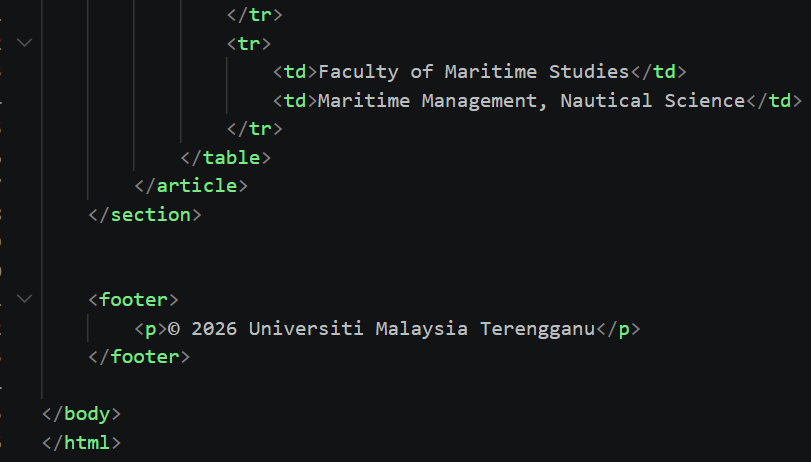 </tr>
<tr>
<td>Faculty of Maritime Studies</td>
<td>Maritime Management, Nautical Science</td>
</tr>
</table>
</article>
</section>
<footer>
<p>© 2026 Universiti Malaysia Terengganu</p>
</footer>
</body>
</html>